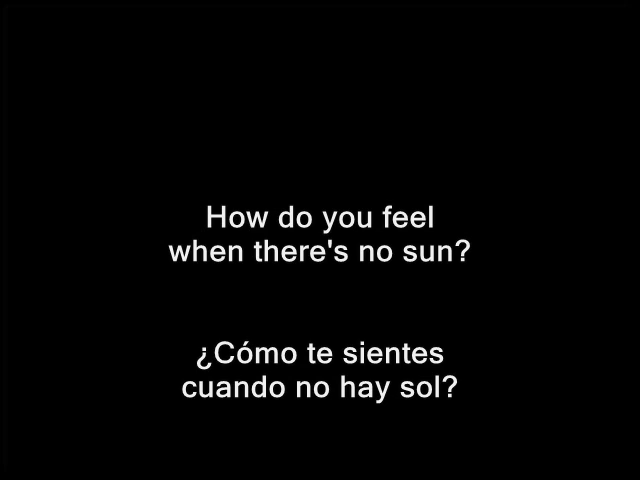 How do you feel
when there's no sun?
¿Cómo te sientes
cuando no hay sol?